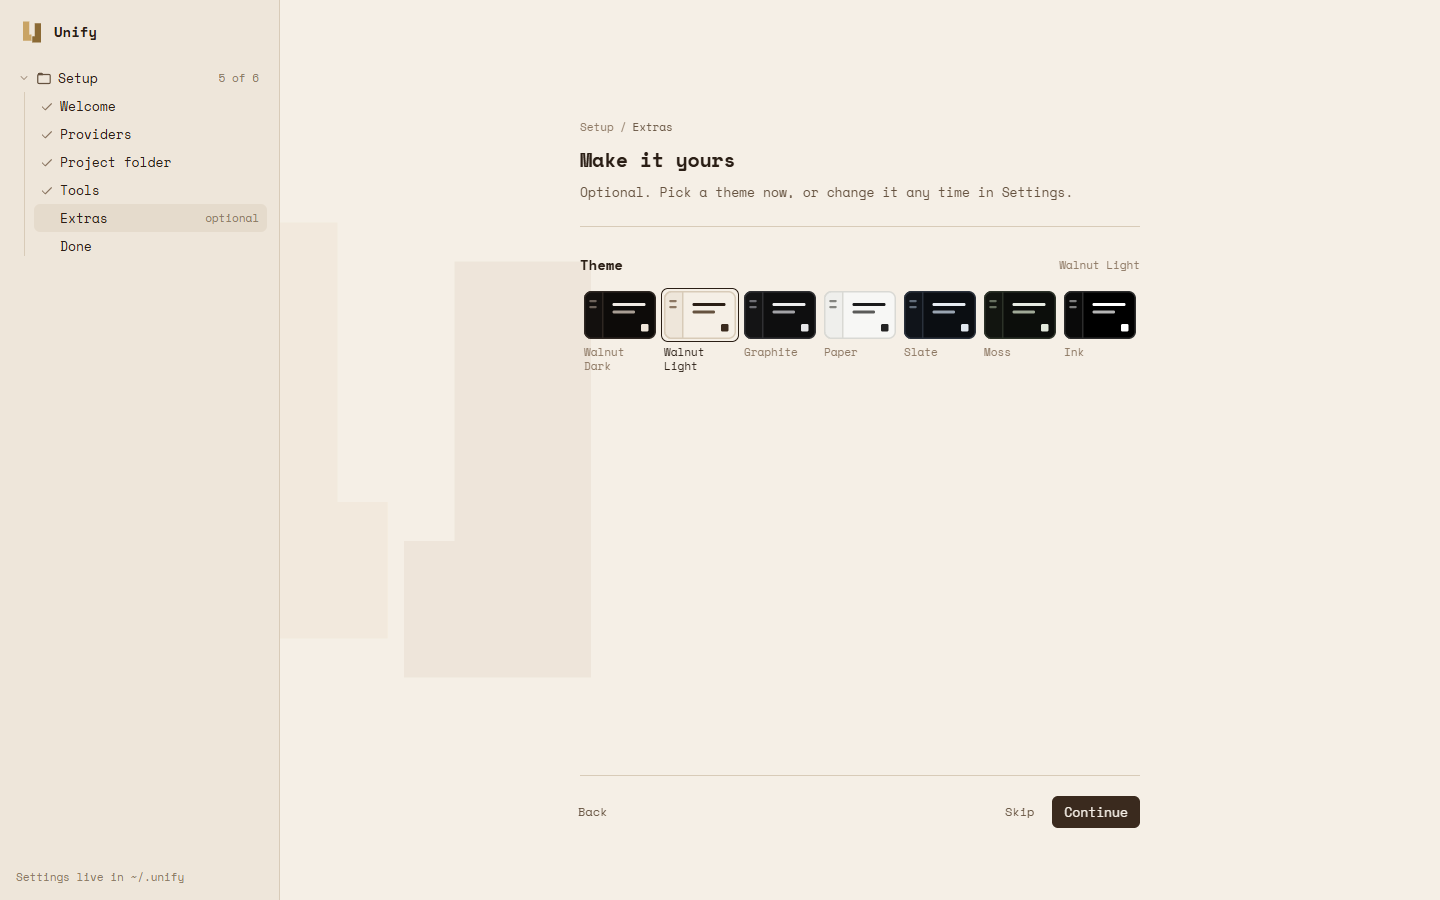 Unify
Setup 5 of 6
Welcome
Providers
Project folder
Tools
Extras optional
Done
Settings live in ~/.unify
Setup / Extras
Make it yours
Optional. Pick a theme now, or change it any time in Settings.
Theme Walnut Light
Walnut Dark
Walnut Light
Graphite
Paper
Slate
Moss
Ink
Back
Skip
Continue